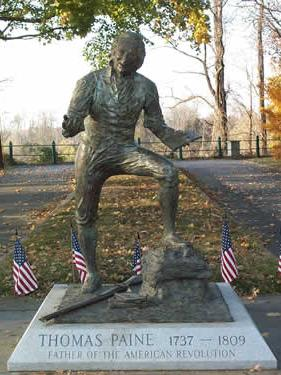 THOMAS PAINE 1737 — 1809
FATHER OF THE AMERICAN REVOLUTION